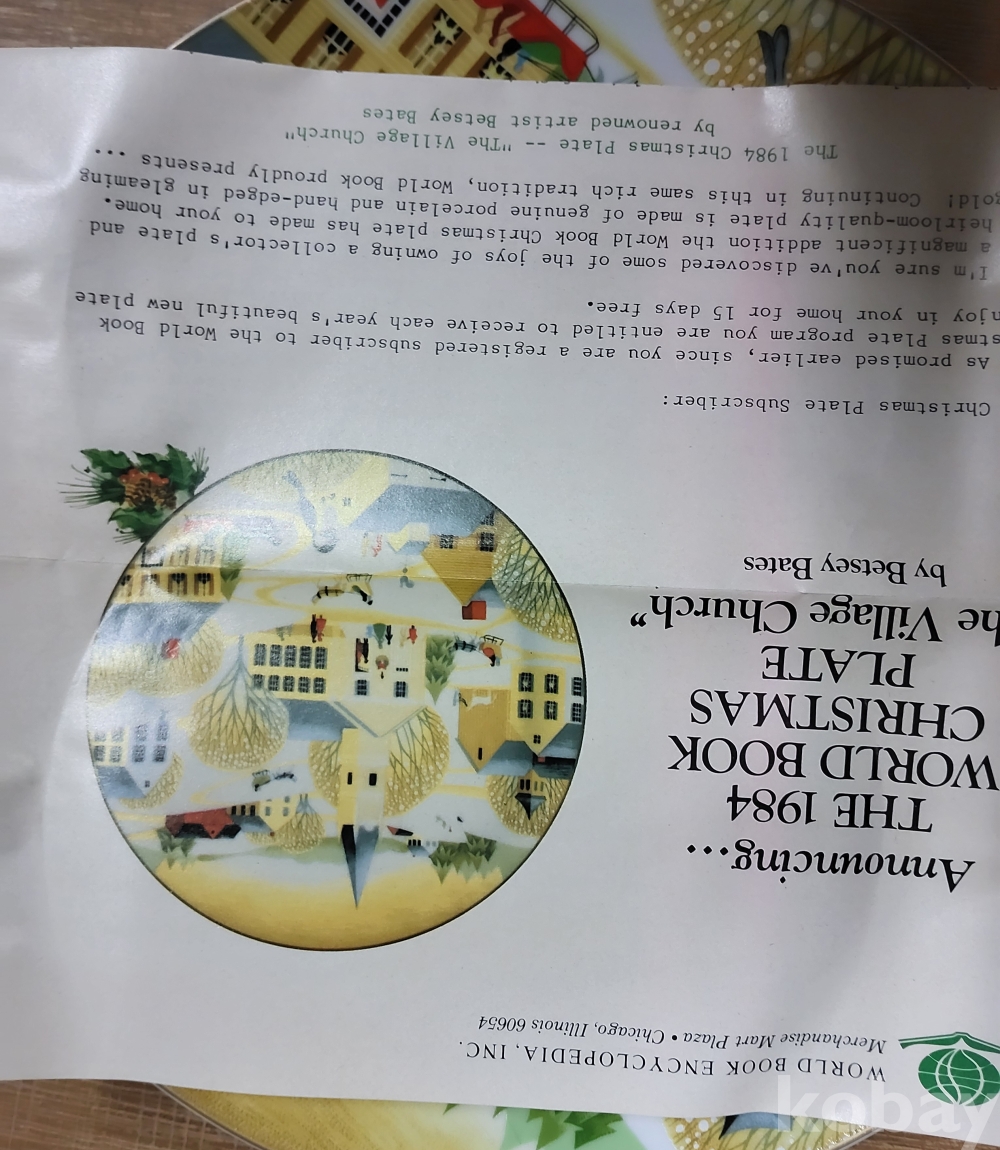 WORLD BOOK ENCYCLOPEDIA, INC.
Merchandise Mart Plaza • Chicago, Illinois 60654
Announcing...
THE 1984
WORLD BOOK
CHRISTMAS
PLATE
he Village Church”
by Betsey Bates
Christmas Plate Subscriber:
As promised earlier, since you are a registered subscriber to the World Book
stmas Plate program you are entitled to receive each year's beautiful new plate
njoy in your home for 15 days free.
I'm sure you've discovered some of the joys of owning a collector's plate and
a magnificent addition the World Book Christmas plate has made to your home.
heirloom-quality plate is made of genuine porcelain and hand-edged in gleaming
gold! Continuing in this same rich tradition, World Book proudly presents ...
The 1984 Christmas Plate -- "The Village Church"
by renowned artist Betsey Bates
kobay